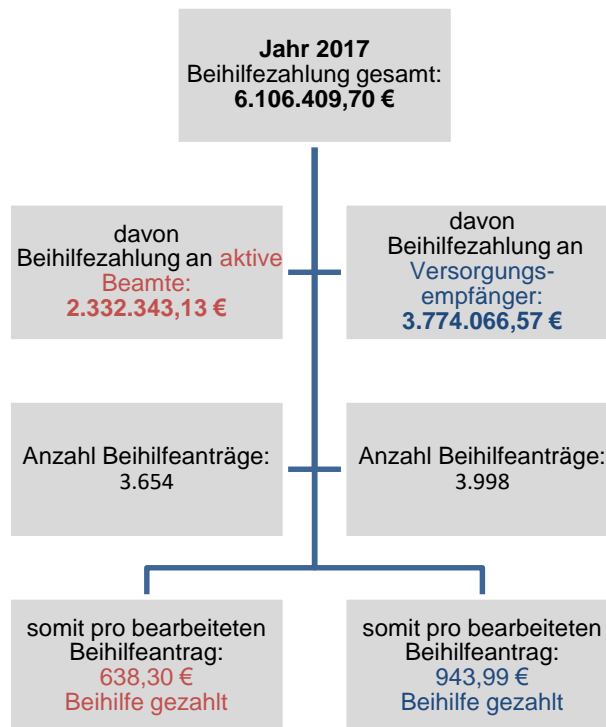 Jahr 2017
Beihilfezahlung gesamt:
6.106.409,70 €
davon
Beihilfezahlung an aktive
Beamte:
2.332.343,13 €
davon
Beihilfezahlung an
Versorgungs-
empfänger:
3.774.066,57 €
Anzahl Beihilfeanträge:
3.654
Anzahl Beihilfeanträge:
3.998
somit pro bearbeiteten
Beihilfeantrag:
638,30 €
Beihilfe gezahlt
somit pro bearbeiteten
Beihilfeantrag:
943,99 €
Beihilfe gezahlt